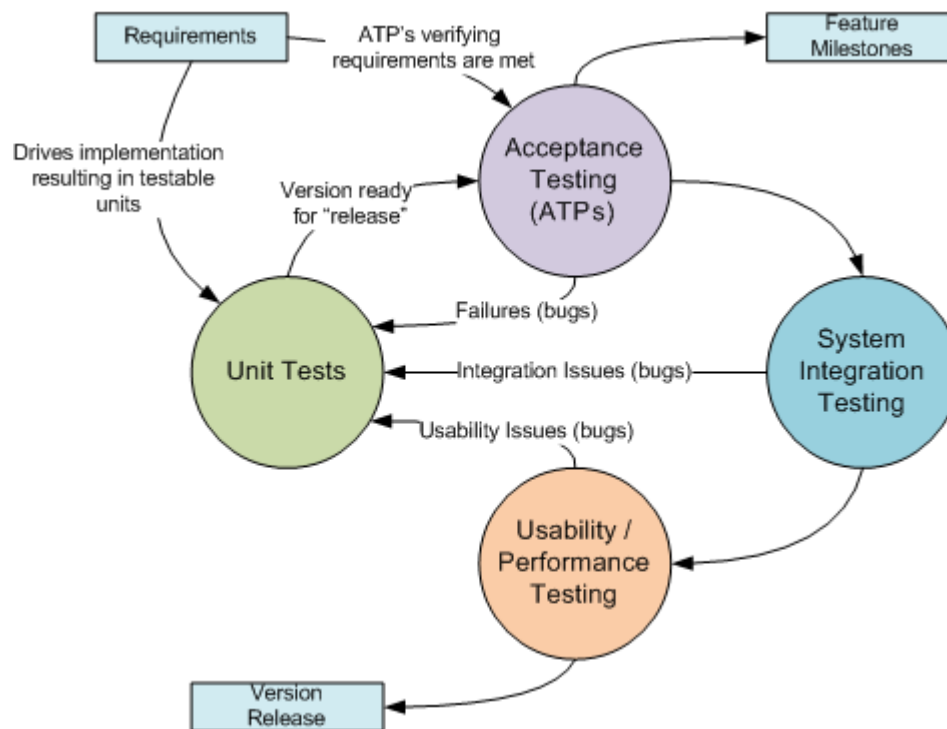 Requirements
ATP's verifying
requirements are met
Feature
Milestones
Acceptance
Testing
(ATPs)
Drives implementation
resulting in testable
units
Version ready
for “release”
Failures (bugs)
Unit Tests
Integration Issues (bugs)
System
Integration
Testing
Usability Issues (bugs)
Usability /
Performance
Testing
Version
Release